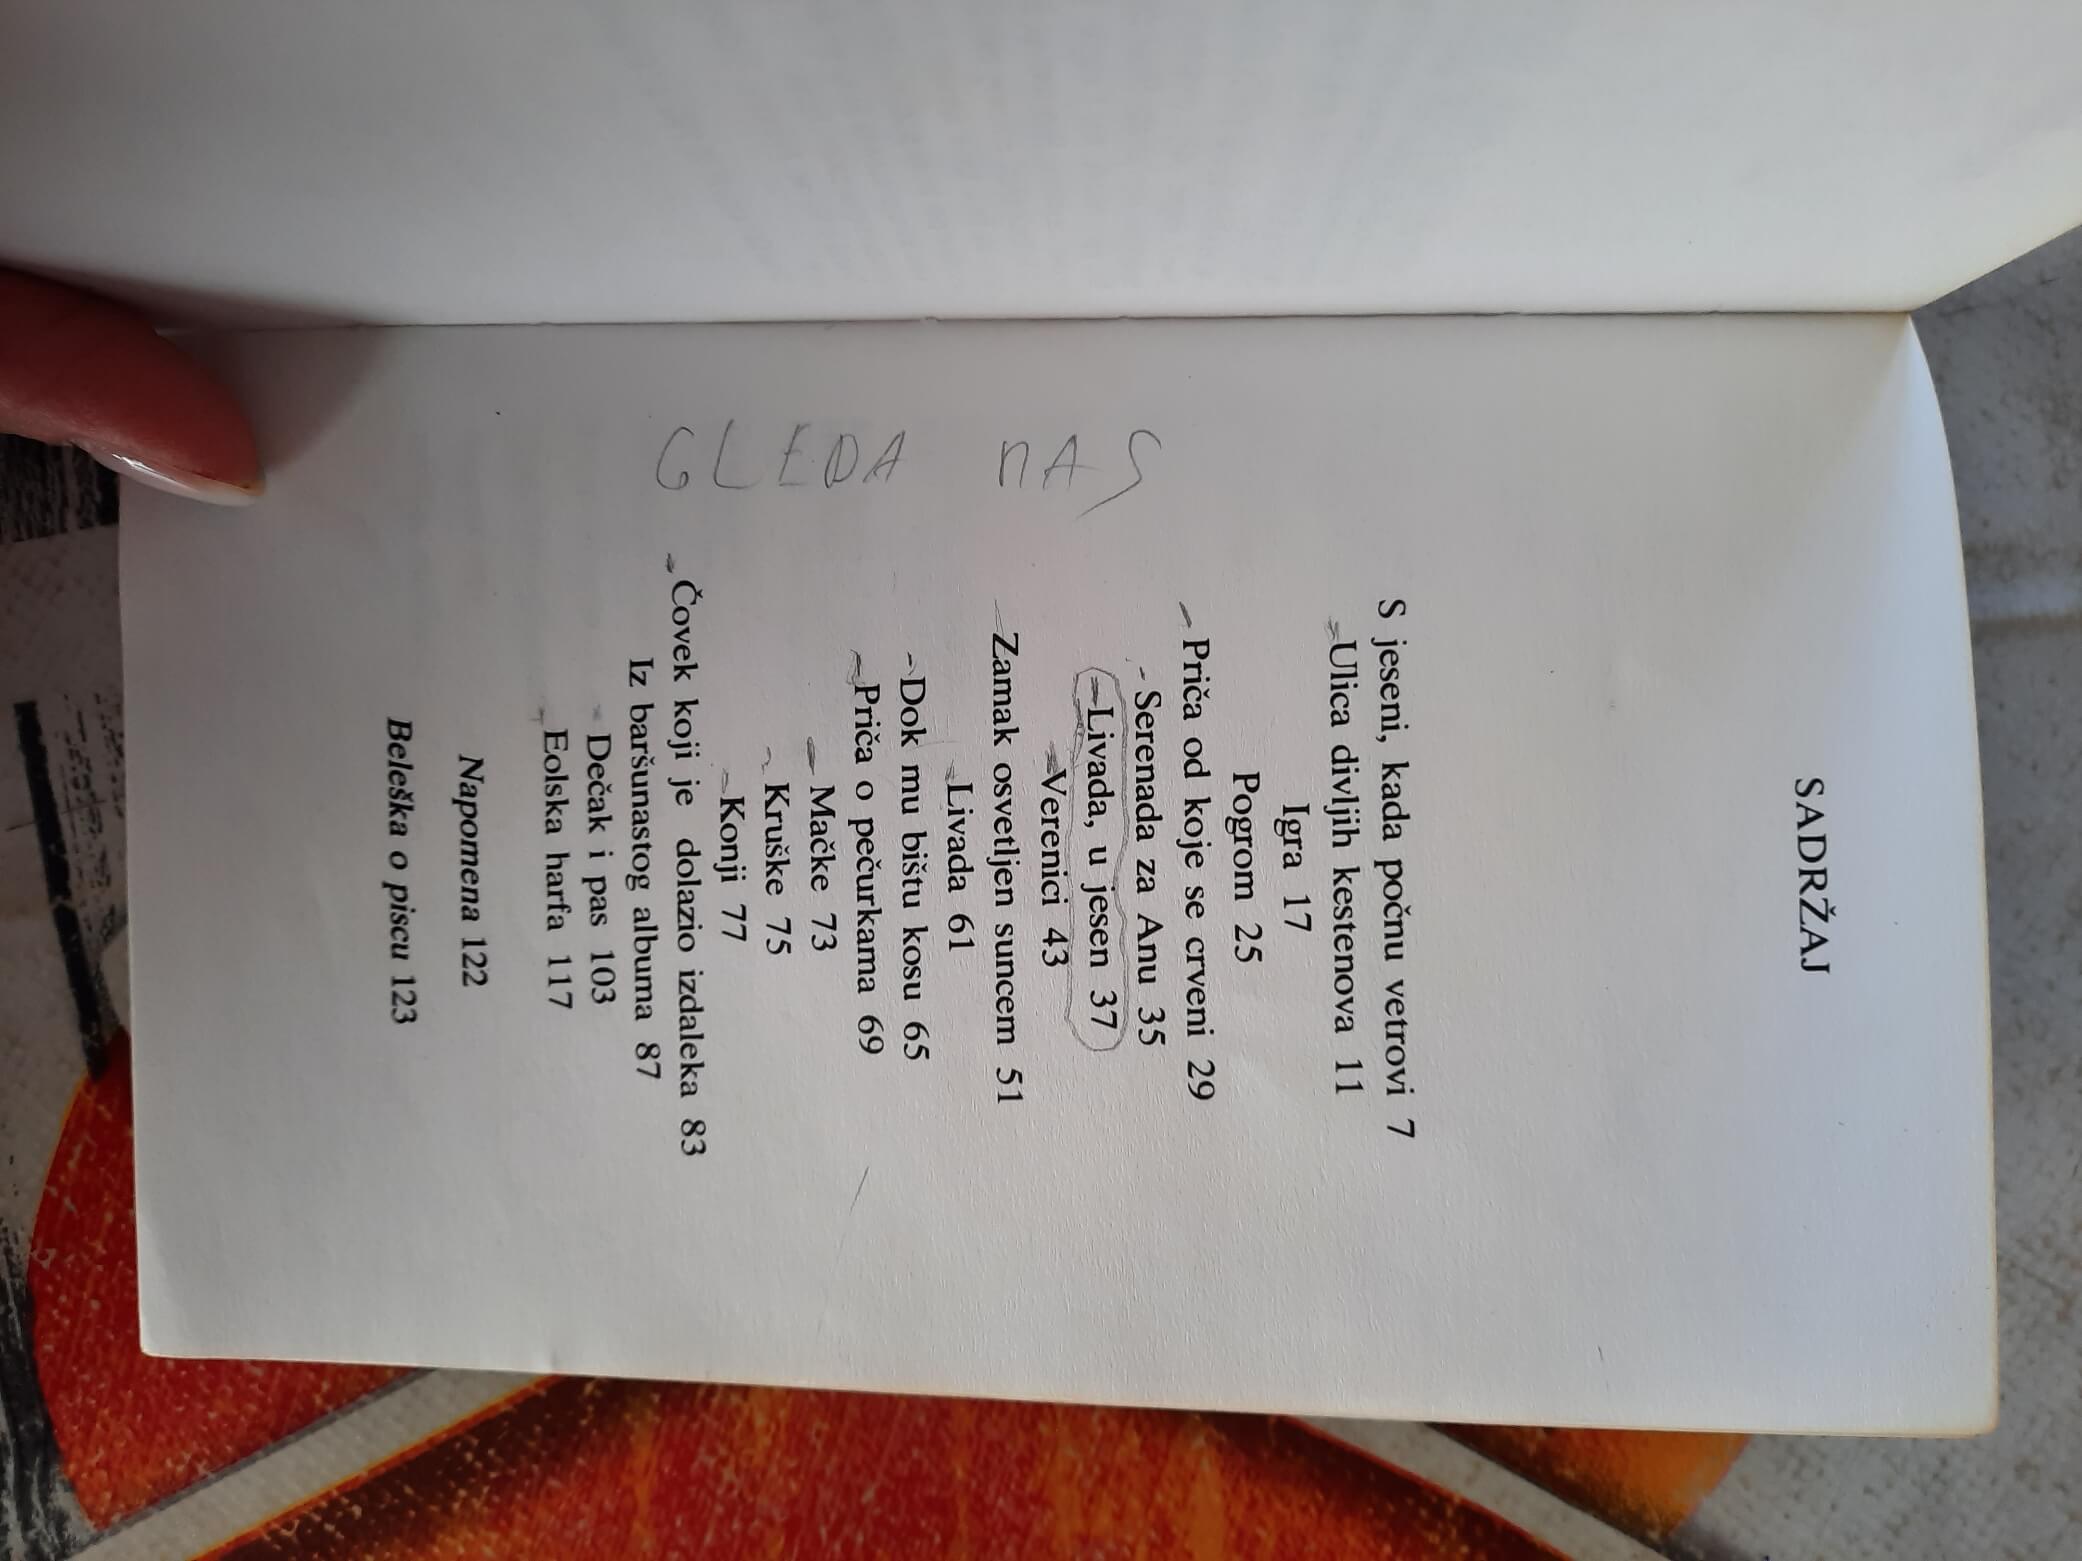 SADRŽAJ
S jeseni, kada počnu vetrovi 7
Ulica divljih kestenova 11
Igra 17
Pogrom 25
Priča od koje se crveni 29
Serenada za Anu 35
Livada, u jesen 37
Verenici 43
Zamak osvetljen suncem 51
Livada 61
Dok mu bištu kosu 65
Priča o pečurkama 69
Mačke 73
Kruške 75
Konji 77
Čovek koji je dolazio izdaleka 83
Iz baršunastog albuma 87
Dečak i pas 103
Eolska harfa 117
Napomena 122
Beleška o piscu 123
GLEDA NAS